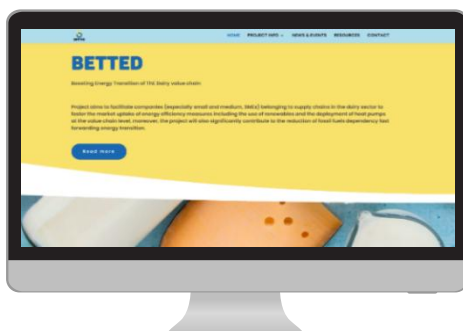 HOME PROJECT INFO NEWS & EVENTS RESOURCES CONTACT
BETTED
Boosting Energy Transition of THE Dairy value chain
Project aims to facilitate companies (especially small and medium, SMEs) belonging to supply chains in the dairy sector to
foster the market uptake of energy efficiency measures including the use of renewables and the deployment of heat pumps
at the value chain level, moreover, the project will also significantly contribute to the reduction of fossil fuels dependency fast
forwarding energy transition.
Read more